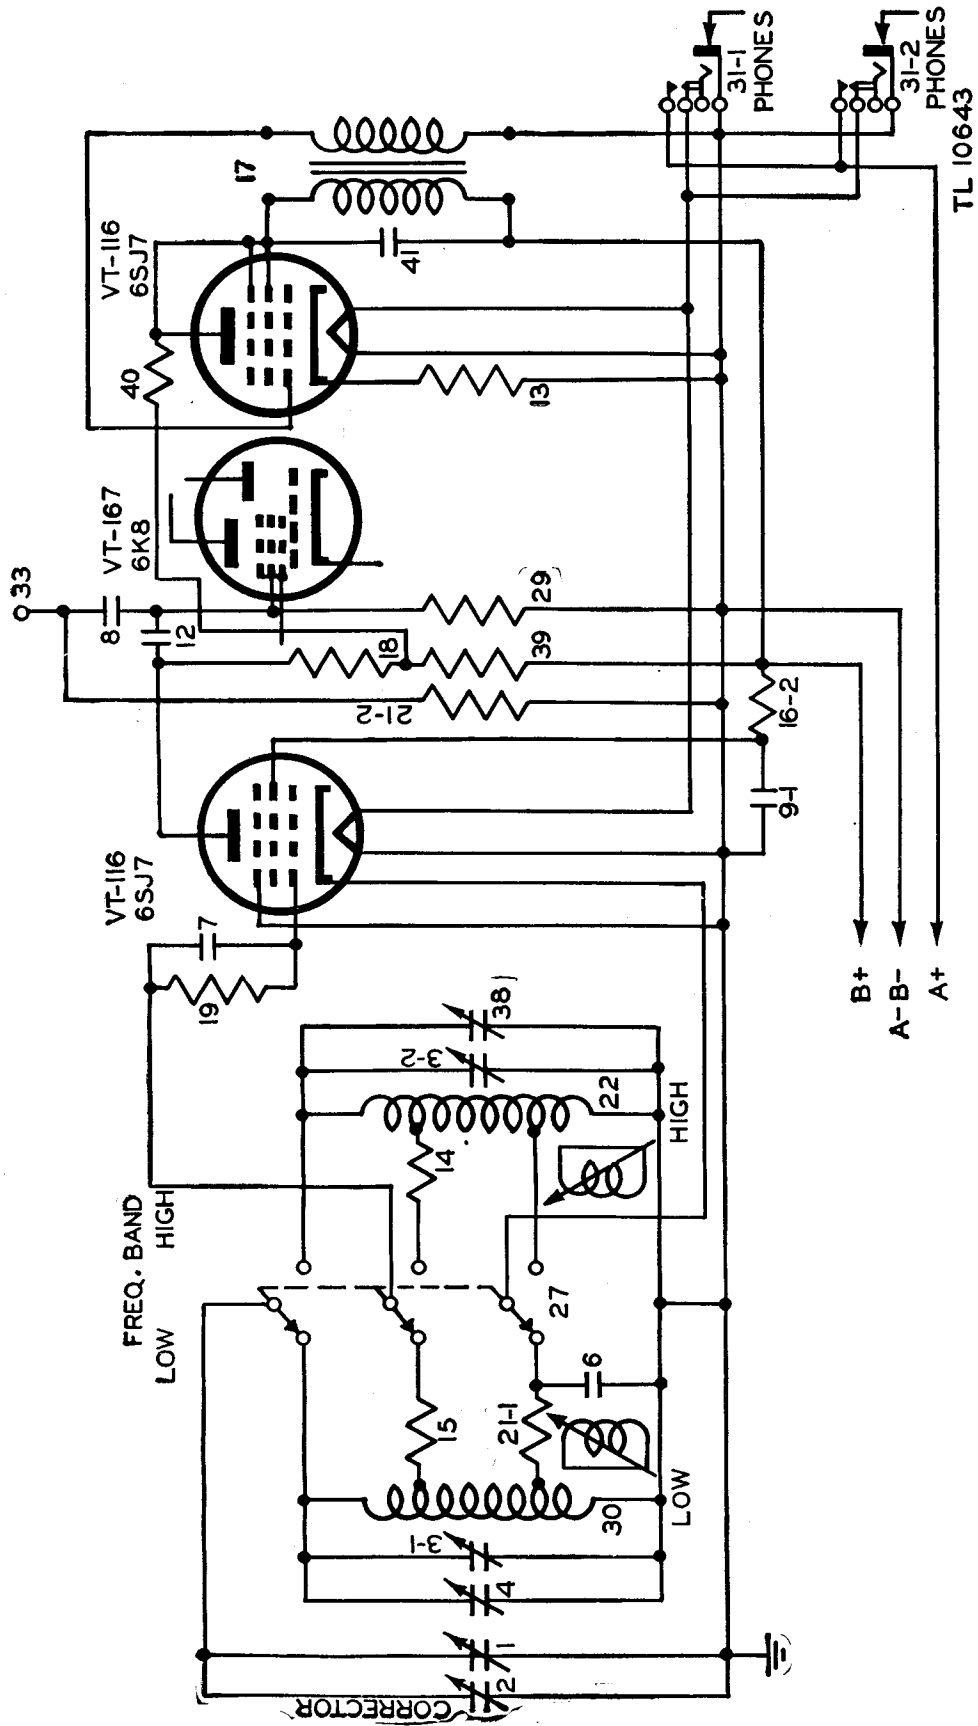 33
8
12
VT-167
6K8
40
VT-116
6SJ7
17
41
13
18
39
29
21-2
16-2
9-1
31-1
PHONES
31-2
PHONES
TL 10643
VT-116
6SJ7
7
19
B+
A-B-
A+
FREQ. BAND
LOW HIGH
38
3-2
22
HIGH
14
27
6
15
21-1
LOW
30
3-1
4
1
2
CORRECTOR